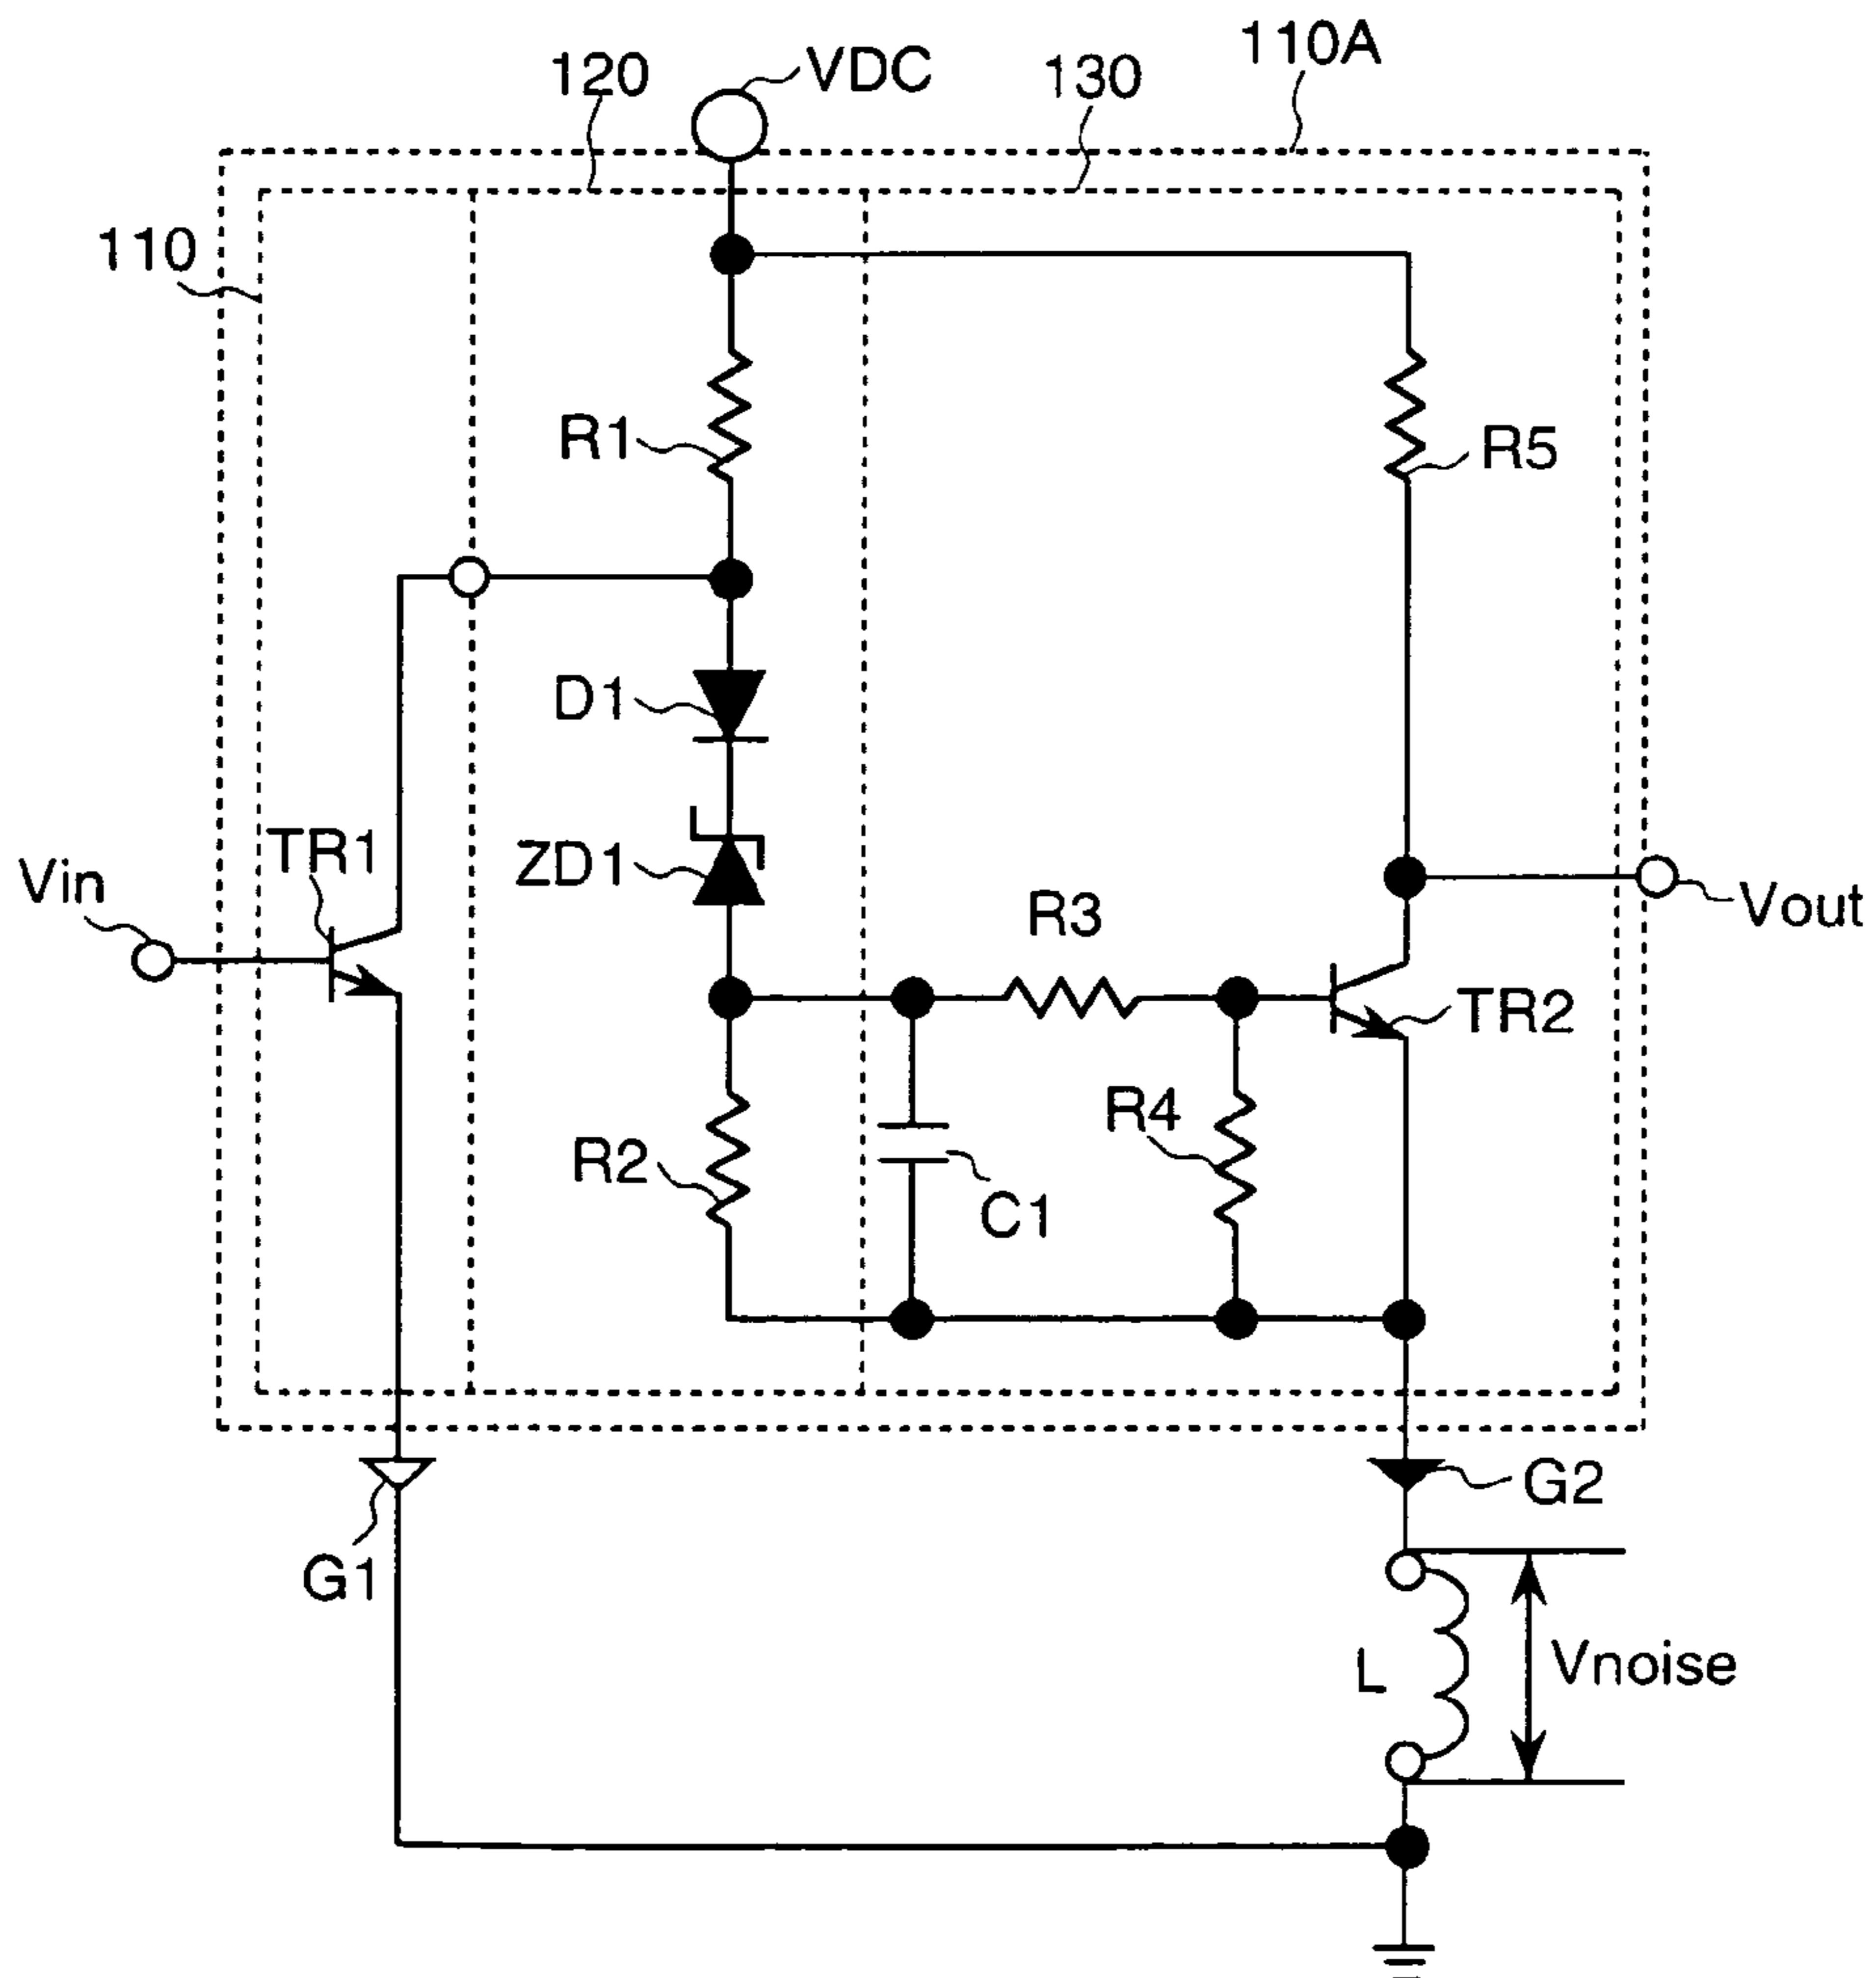 110A
120
VDC
130
110
R1
R5
D1
TR1
ZD1
Vin
R3
Vout
TR2
R4
R2
C1
G2
G1
L
Vnoise